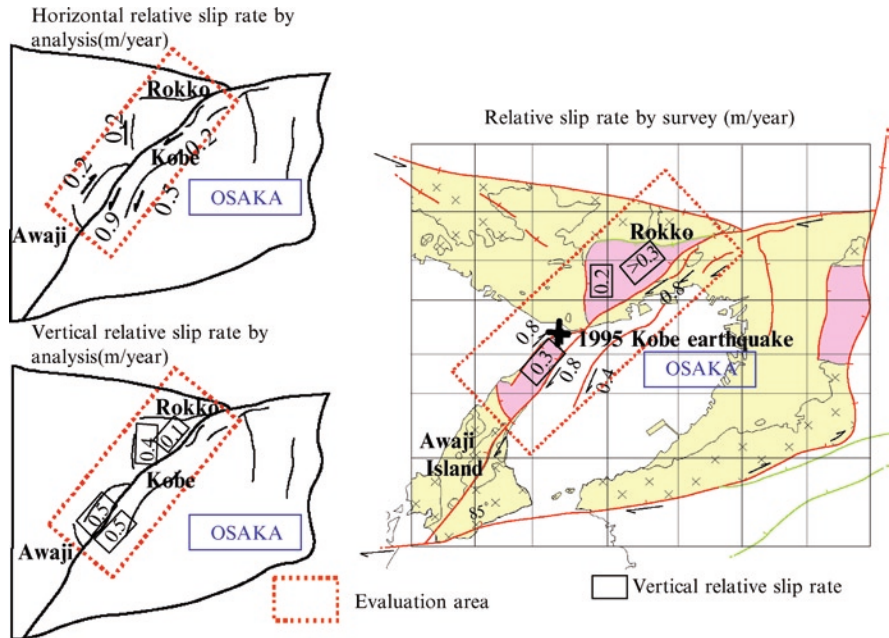 Horizontal relative slip rate by
analysis(m/year)
Rokko
0.2
0.2
Kobe
0.2
0.5
OSAKA
0.9
Awaji
Vertical relative slip rate by
analysis(m/year)
Rokko
0.4
0.1
Kobe
0.5
0.5
OSAKA
Awaji
Evaluation area
Relative slip rate by survey (m/year)
Rokko
0.2
>0.3
0.8
0.8
1995 Kobe earthquake
0.3
0.8
0.4
OSAKA
Awaji
Island
85°
Vertical relative slip rate